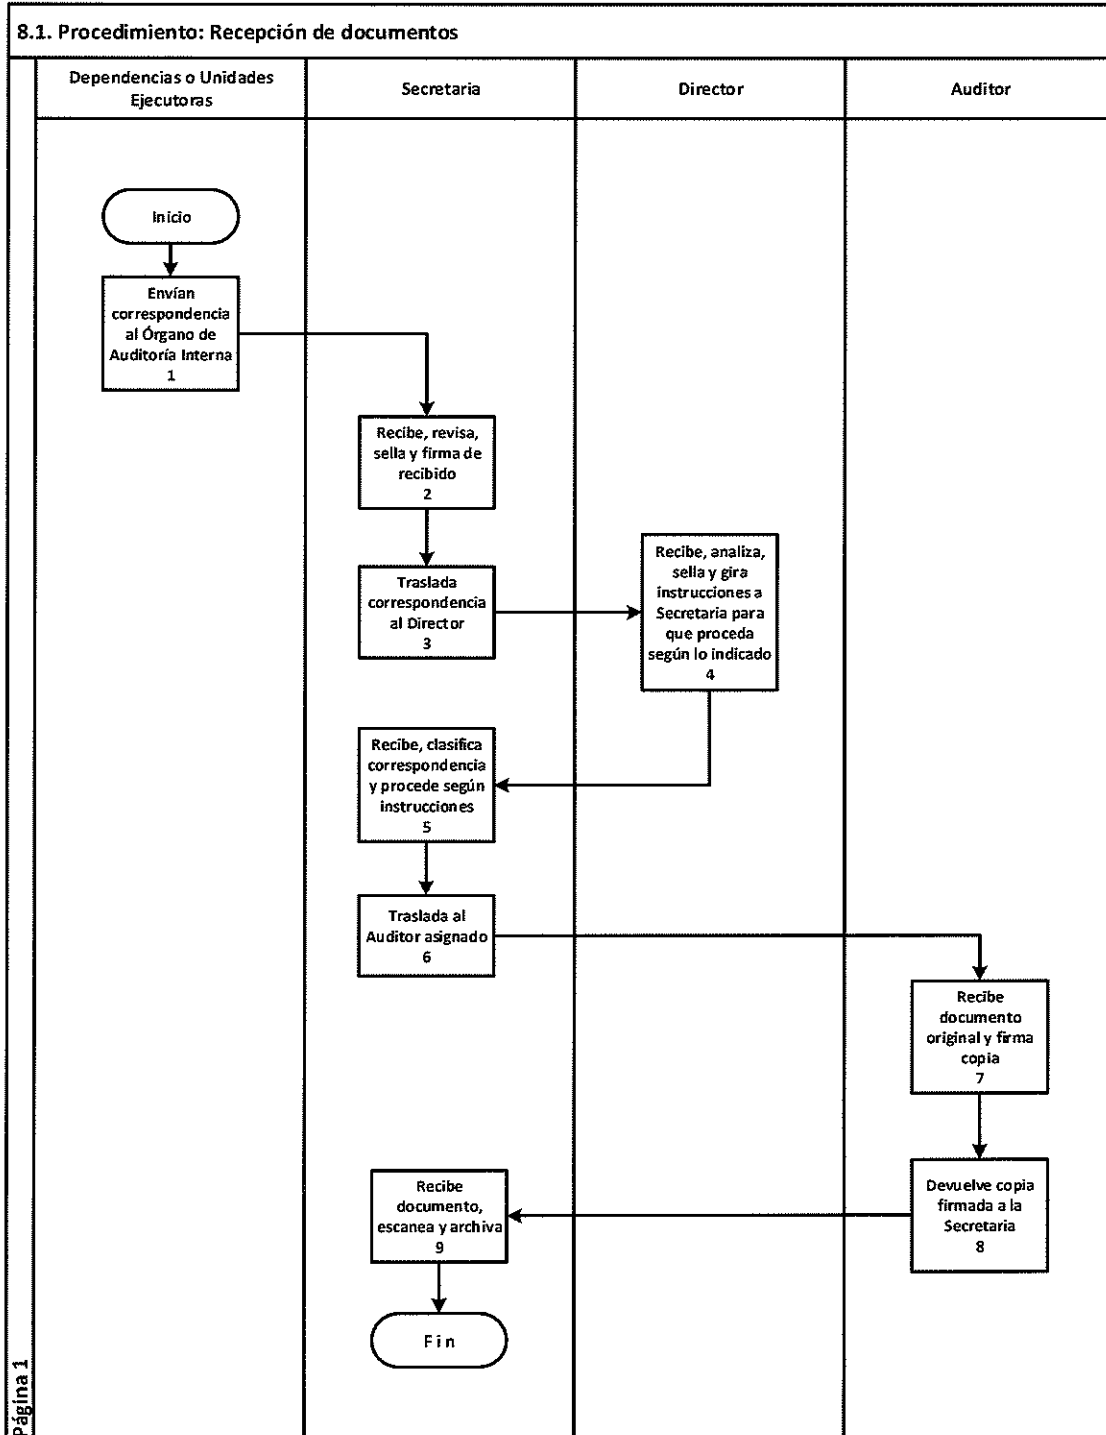 8.1. Procedimiento: Recepción de documentos
Dependencias o Unidades
Ejecutoras
Secretaria
Director
Auditor
Inicio
Envían
correspondencia
al Órgano de
Auditoría Interna
1
Recibe, revisa,
sella y firma de
recibido
2
Traslada
correspondencia
al Director
3
Recibe, analiza,
sella y gira
instrucciones a
Secretaria para
que proceda
según lo indicado
4
Recibe, clasifica
correspondencia
y procede según
instrucciones
5
Traslada al
Auditor asignado
6
Recibe
documento
original y firma
copia
7
Devuelve copia
firmada a la
Secretaria
8
Recibe
documento,
escanea y archiva
9
Fin
Página 1